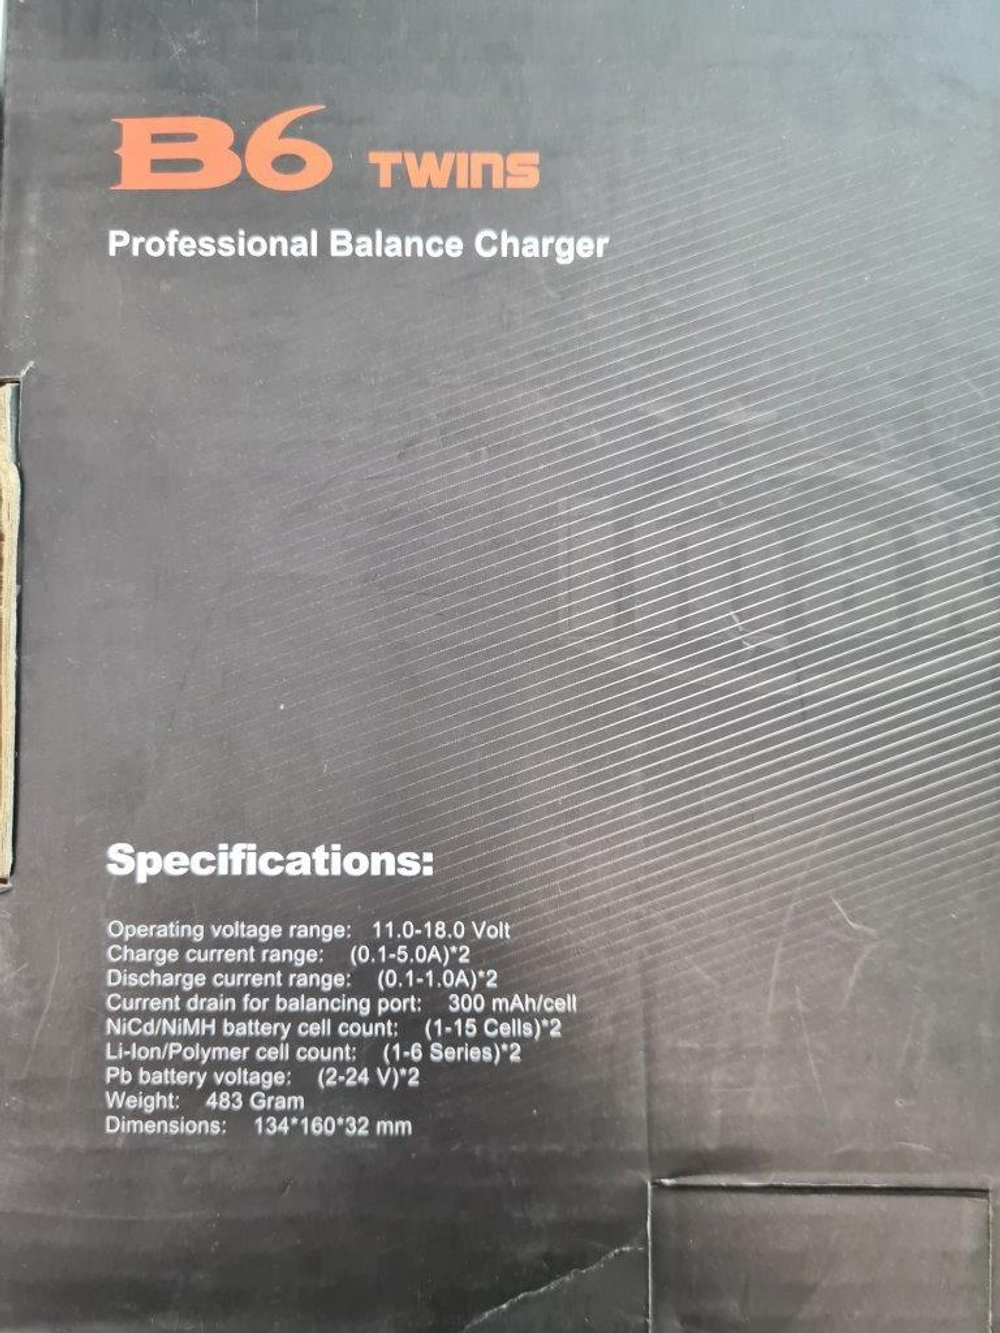 B6 TWINS
Professional Balance Charger
Specifications:
Operating voltage range: 11.0-18.0 Volt
Charge current range: (0.1-5.0A)*2
Discharge current range: (0.1-1.0A)*2
Current drain for balancing port: 300 mAh/cell
NiCd/NiMH battery cell count: (1-15 Cells)*2
Li-Ion/Polymer cell count: (1-6 Series)*2
Pb battery voltage: (2-24 V)*2
Weight: 483 Gram
Dimensions: 134*160*32 mm